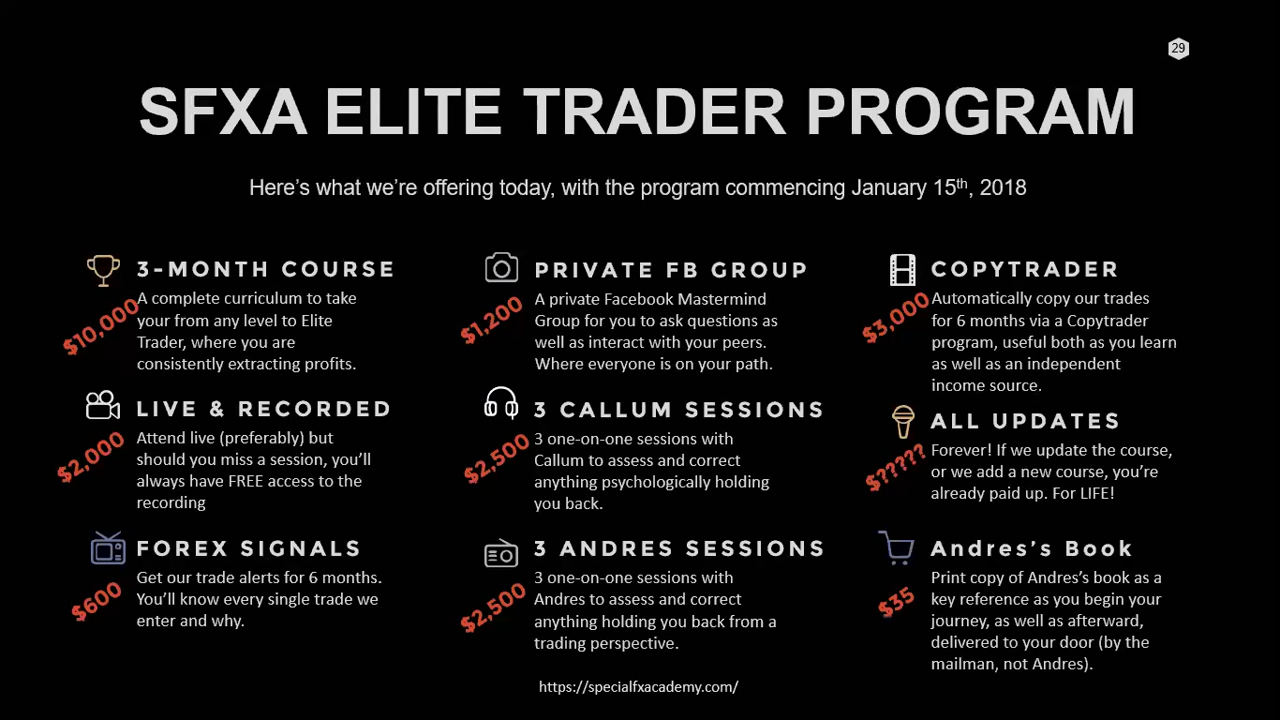 29
SFXA ELITE TRADER PROGRAM
Here's what we're offering today, with the program commencing January 15th, 2018
3-MONTH COURSE
$10,000
A complete curriculum to take
your from any level to Elite
Trader, where you are
consistently extracting profits.
PRIVATE FB GROUP
$1,200
A private Facebook Mastermind
Group for you to ask questions as
well as interact with your peers.
Where everyone is on your path.
COPYTRADER
$3,000
Automatically copy our trades
for 6 months via a Copytrader
program, useful both as you learn
as well as an independent
income source.
LIVE & RECORDED
$2,000
Attend live (preferably) but
should you miss a session, you'll
always have FREE access to the
recording
3 CALLUM SESSIONS
$2,500
3 one-on-one sessions with
Callum to assess and correct
anything psychologically holding
you back.
ALL UPDATES
$?????
Forever! If we update the course,
or we add a new course, you're
already paid up. For LIFE!
FOREX SIGNALS
$600
Get our trade alerts for 6 months.
You'll know every single trade we
enter and why.
3 ANDRES SESSIONS
$2,500
3 one-on-one sessions with
Andres to assess and correct
anything holding you back from a
trading perspective.
Andres's Book
$35
Print copy of Andres's book as a
key reference as you begin your
journey, as well as afterward,
delivered to your door (by the
mailman, not Andres).
https://specialfxacademy.com/